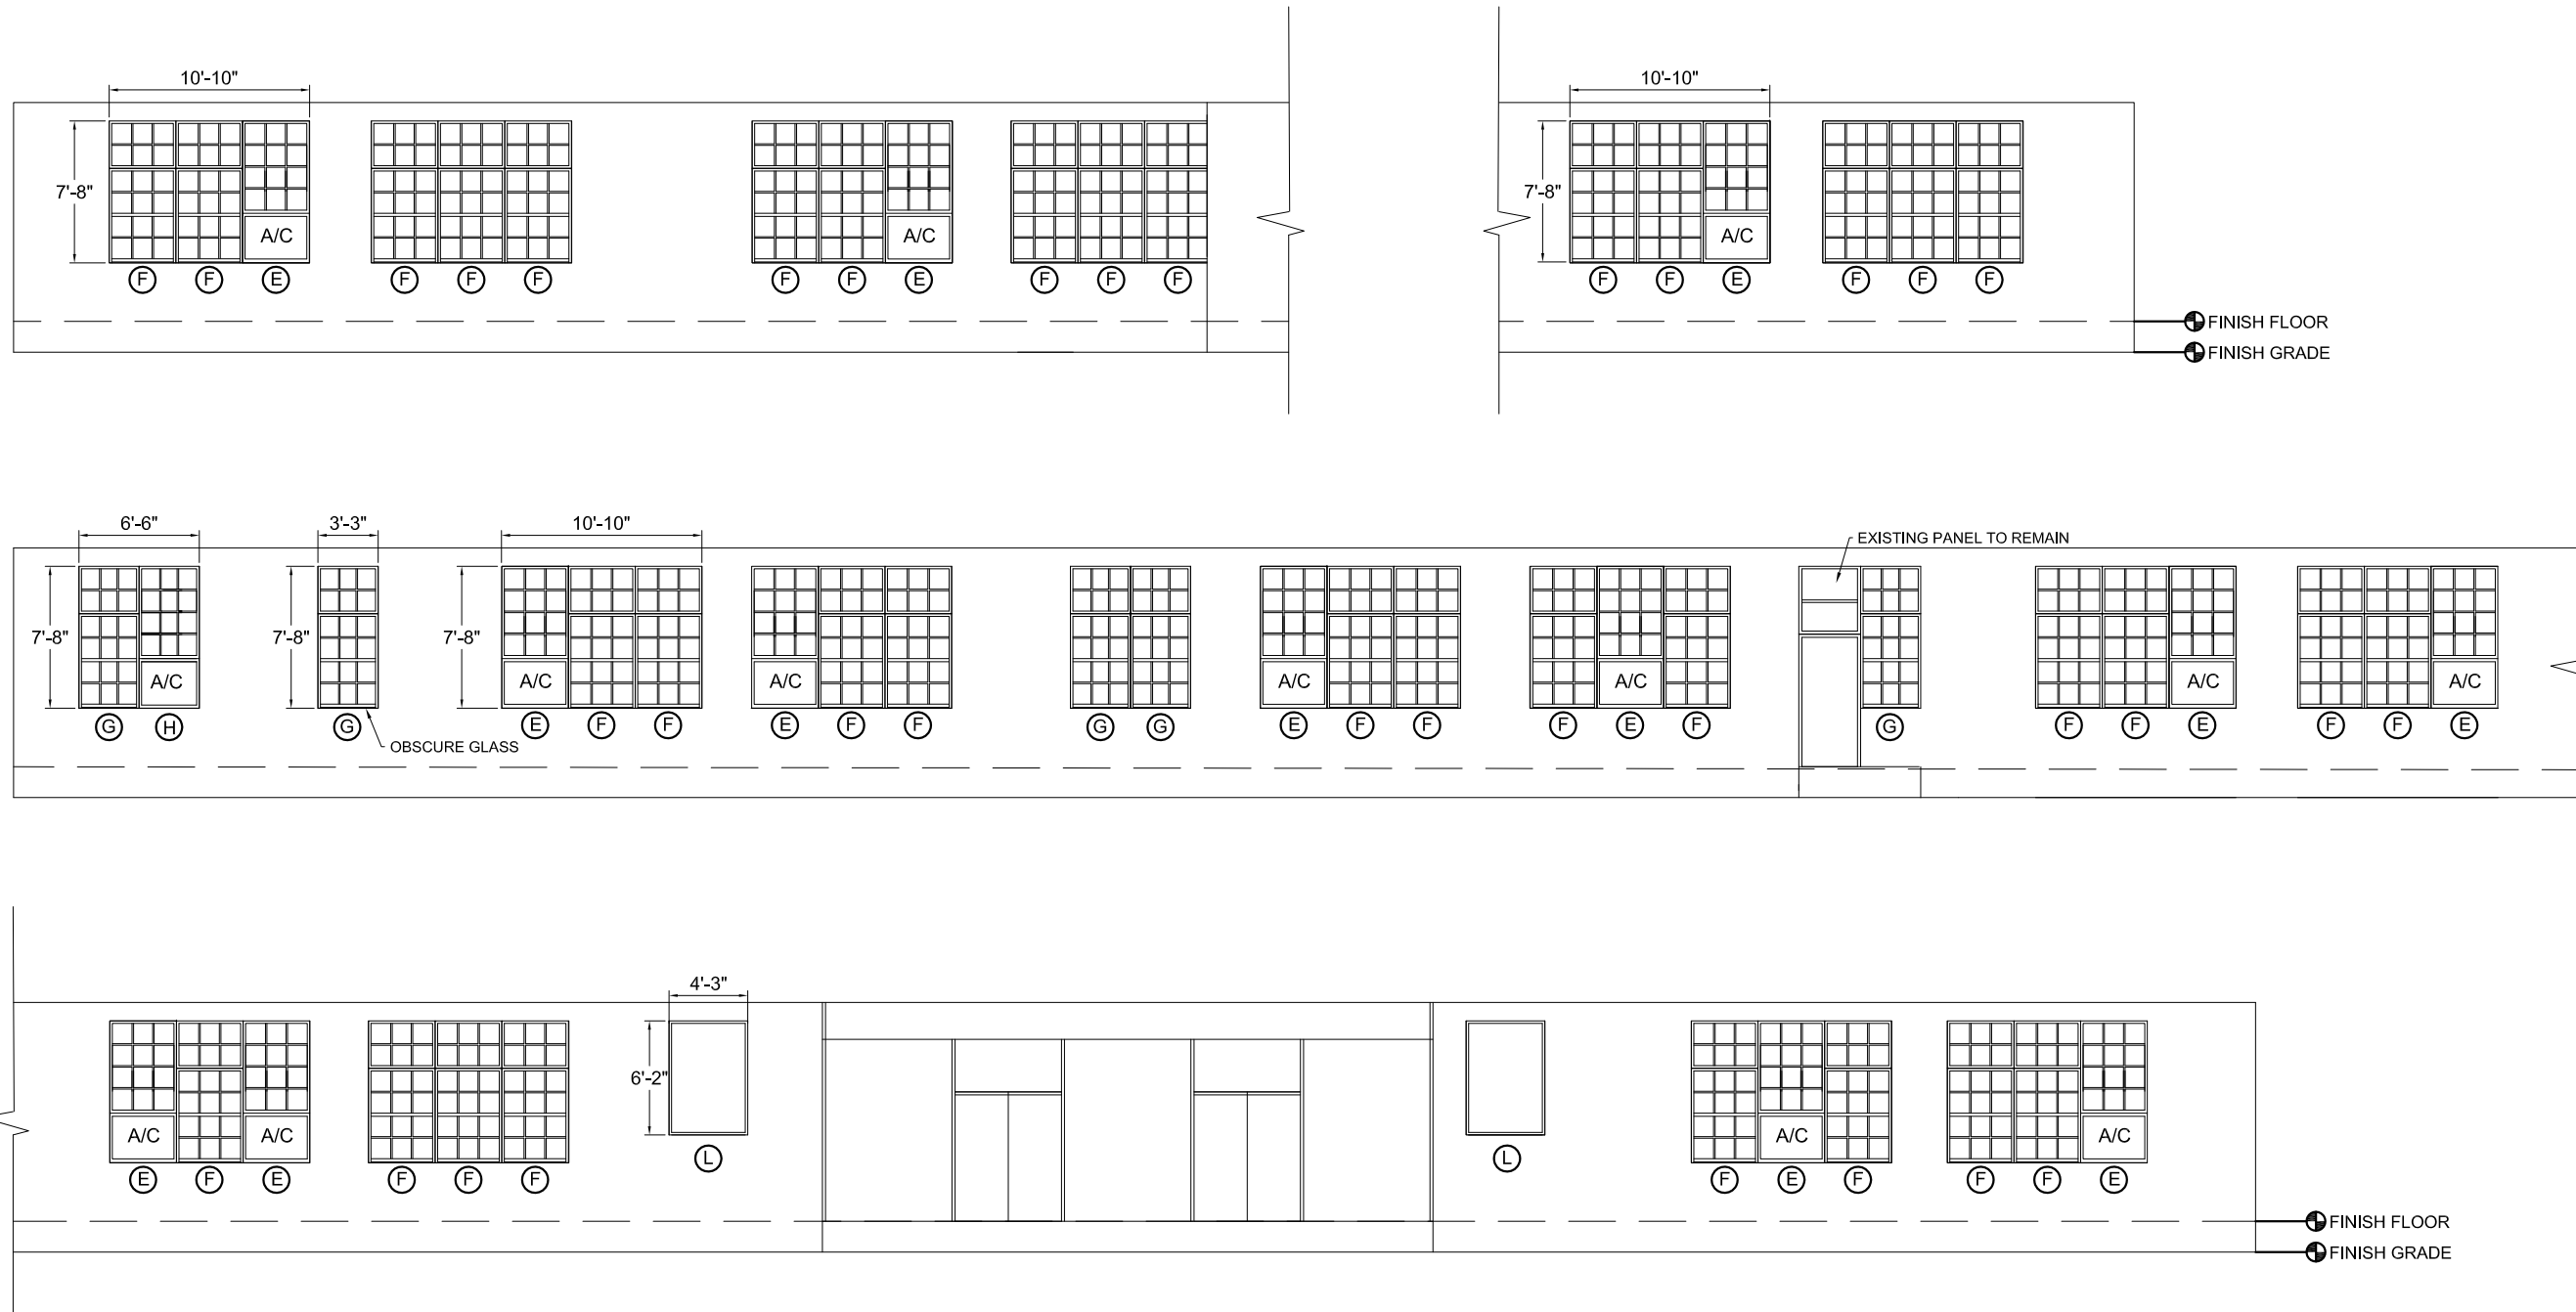 10'-10" 10'-10"
7'-8" A/C A/C 7'-8" A/C
F F E F F F F F E F F F F F E F F F
FINISH FLOOR
FINISH GRADE
6'-6" 3'-3" 10'-10"
EXISTING PANEL TO REMAIN
7'-8" 7'-8" 7'-8"
A/C A/C A/C A/C A/C A/C A/C
G H G E F F E F F G G E F F F E F G F F E F F E
OBSCURE GLASS
4'-3"
6'-2"
A/C A/C A/C A/C
L L
E F E F F F F E F F F E
FINISH FLOOR
FINISH GRADE